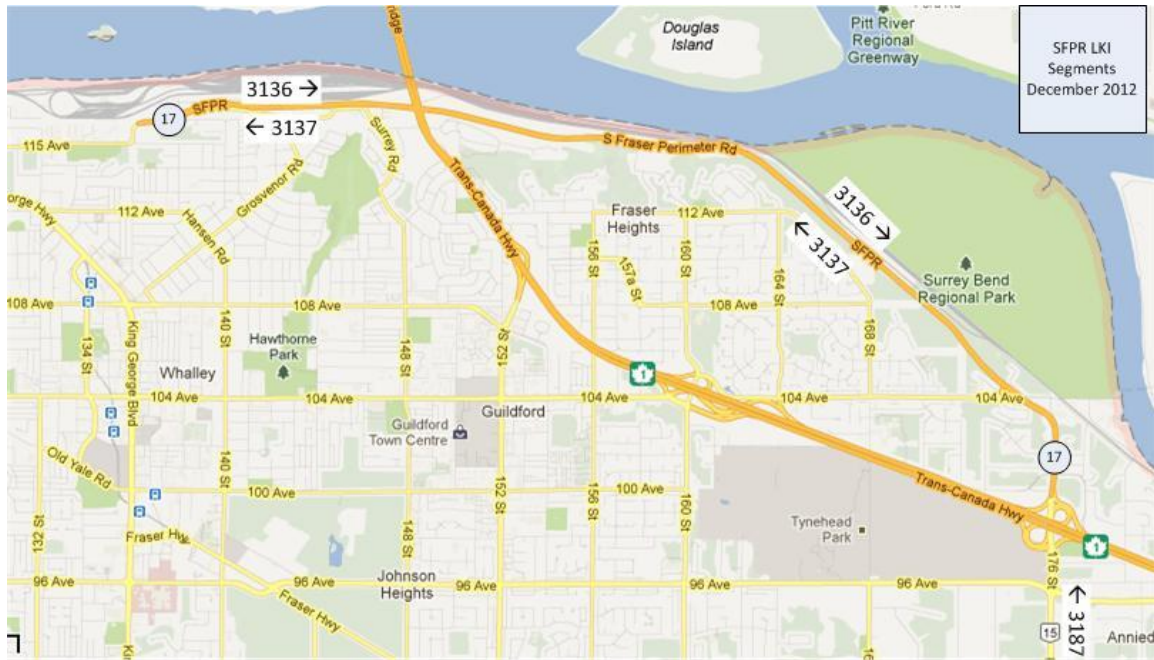 ridge
Douglas
Island
Pitt River
Regional
Greenway
SFPR LKI
Segments
December 2012
3136 →
17
SFPR
← 3137
115 Ave
Surrey Rd
S Fraser Perimeter Rd
Grosvenor Rd
Trans-Canada Hwy
orge Hwy
112 Ave
Hansen Rd
Fraser
Heights
112 Ave
3136 →
← 3137
SFPR
156 St
160 St
157a St
164 St
Surrey Bend
Regional Park
108 Ave
108 Ave
108 Ave
134 St
King George Blvd
140 St
Hawthorne
Park
148 St
152 St
168 St
Whalley
1
104 Ave
104 Ave
Guildford
104 Ave
104 Ave
Guildford
Town Centre
17
Old Yale Rd
100 Ave
100 Ave
Trans-Canada Hwy
132 St
140 St
148 St
152 St
156 St
160 St
Tynehead
Park
1
Fraser Hw
96 Ave
96 Ave
Johnson
Heights
96 Ave
96 Ave
176 St
Fraser Hwy
← 3187
15
Annied
Kin
16